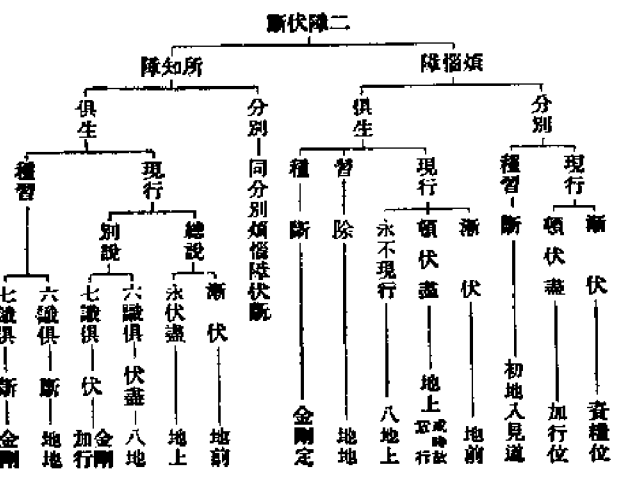 二障伏斷
煩惱障
分別
現行
漸伏
資糧位
頓伏盡
加行位
種習
斷
初地入見道
俱生
現行
漸伏
地前
頓伏盡
地上
或時故意行
永不現行
八地上
習
除
地地
種
斷
金剛定
所知障
分別
同分別煩惱障伏斷
俱生
現行
總說
漸伏
地前
永伏盡
地上
別說
六識俱
伏盡
八地
七識俱
伏
金剛
加行
種習
六識俱
斷
地地
七識俱
斷
金剛